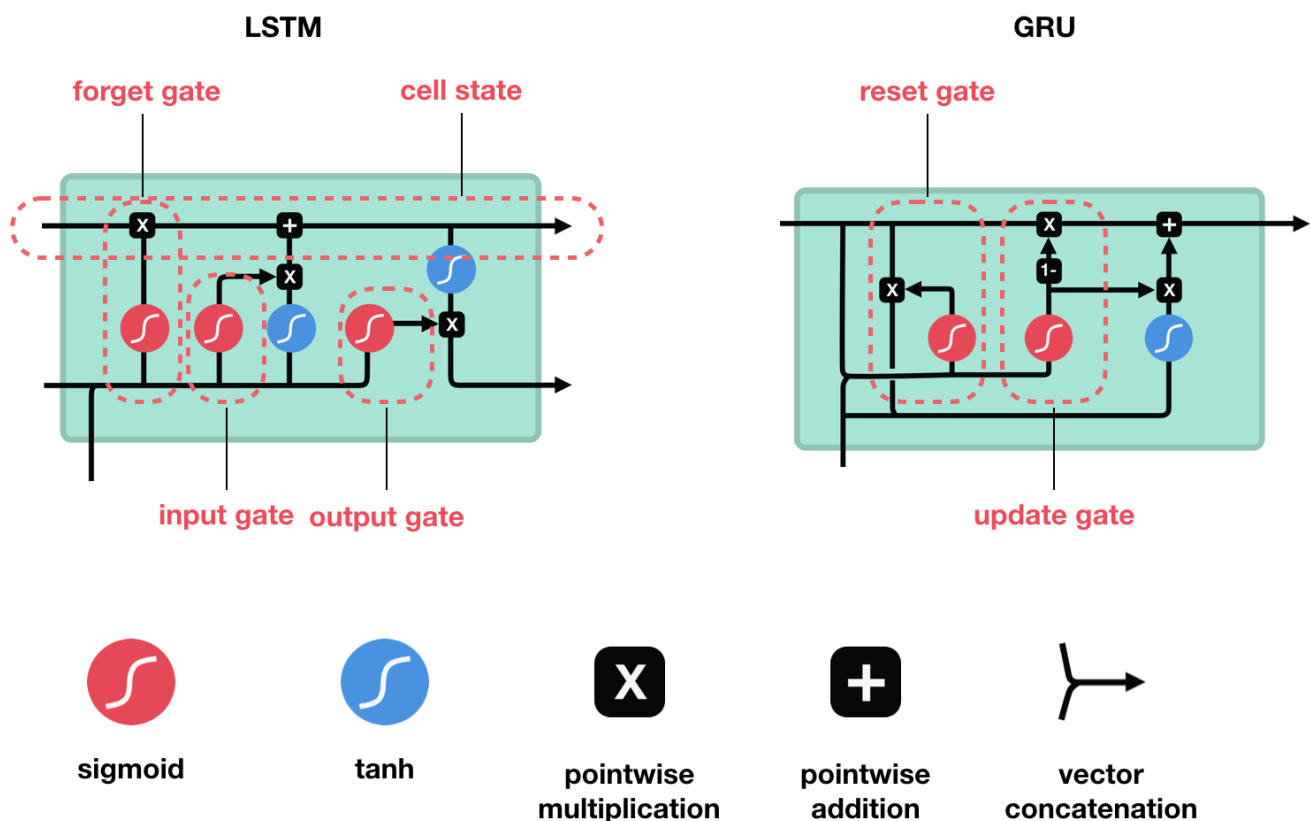 LSTM
GRU
forget gate
cell state
reset gate
X
+
X
+
X
1-
X
X
X
input gate
output gate
update gate
X
+
sigmoid
tanh
pointwise
multiplication
pointwise
addition
vector
concatenation